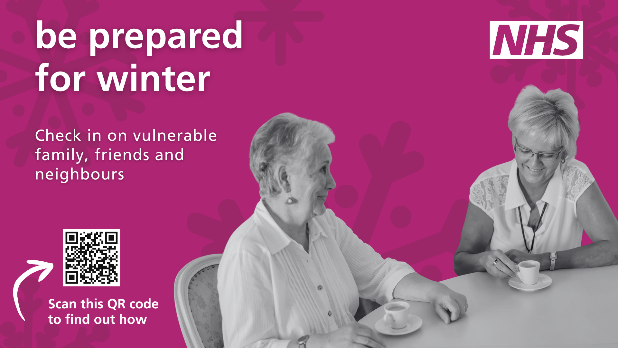 be prepared
for winter
NHS
Check in on vulnerable
family, friends and
neighbours
Scan this QR code
to find out how